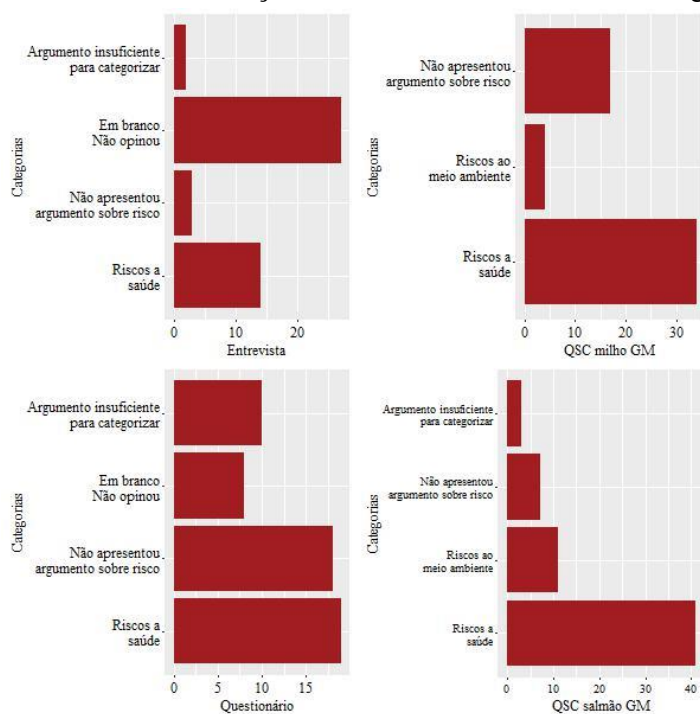 Argumento insuficiente
para categorizar
Em branco
Não opinou
Não apresentou
argumento sobre risco
Riscos a
saúde
Categorias
0 10 20
Entrevista
Não apresentou
argumento sobre risco
Riscos ao
meio ambiente
Riscos a
saúde
Categorias
0 10 20 30
QSC milho GM
Argumento insuficiente
para categorizar
Em branco
Não opinou
Não apresentou
argumento sobre risco
Riscos a
saúde
Categorias
0 5 10 15
Questionário
Argumento insuficiente
para categorizar
Não apresentou
argumento sobre risco
Riscos ao
meio ambiente
Riscos a
saúde
Categorias
0 10 20 30 40
QSC salmão GM